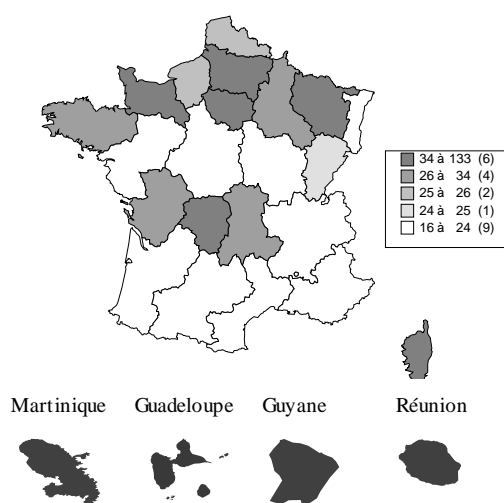 34 à 133 (6)
26 à 34 (4)
25 à 26 (2)
24 à 25 (1)
16 à 24 (9)
Martinique Guadeloupe Guyane Réunion